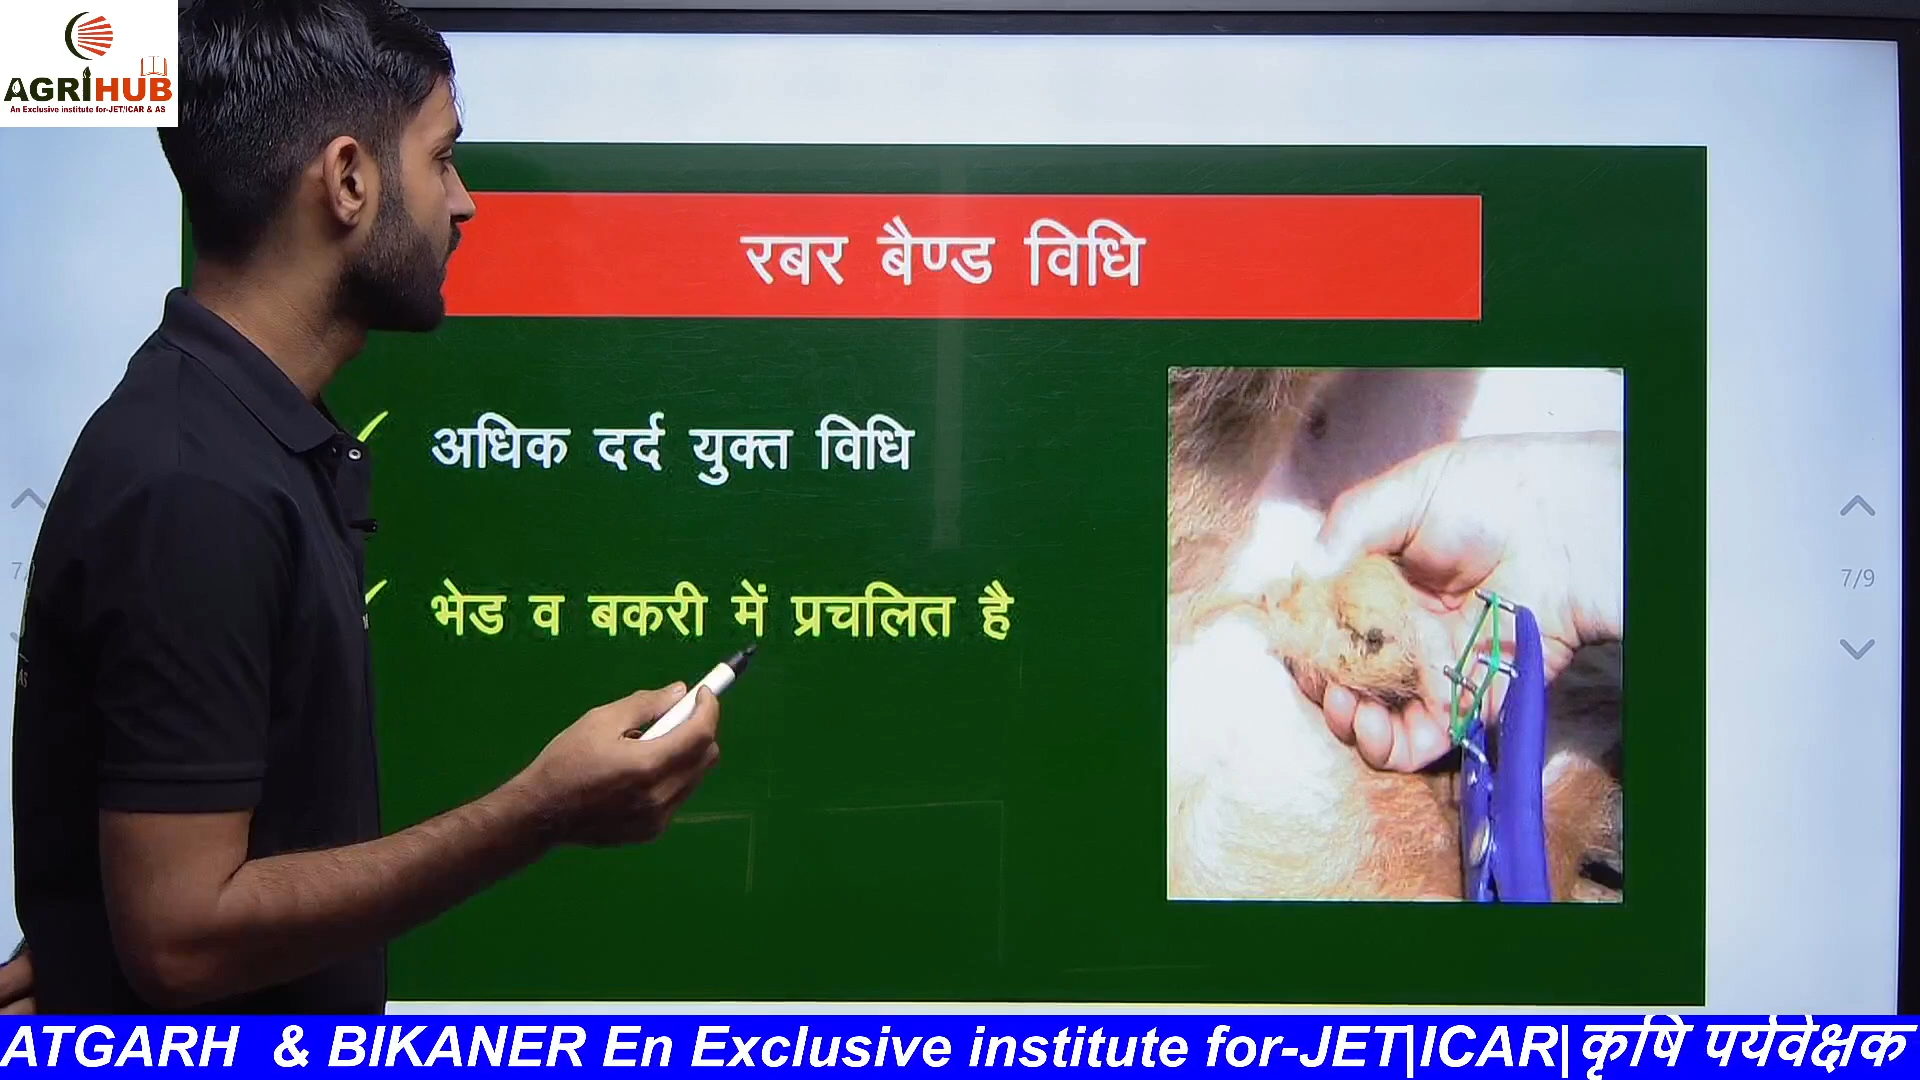 AGRIHUB
An Exclusive institute for-JET/ICAR & AS
रबर बैण्ड विधि
अधिक दर्द युक्त विधि
भेड व बकरी में प्रचलित है
7/9
ATGARH & BIKANER En Exclusive institute for-JET|ICAR|कृषि पर्यवेक्षक